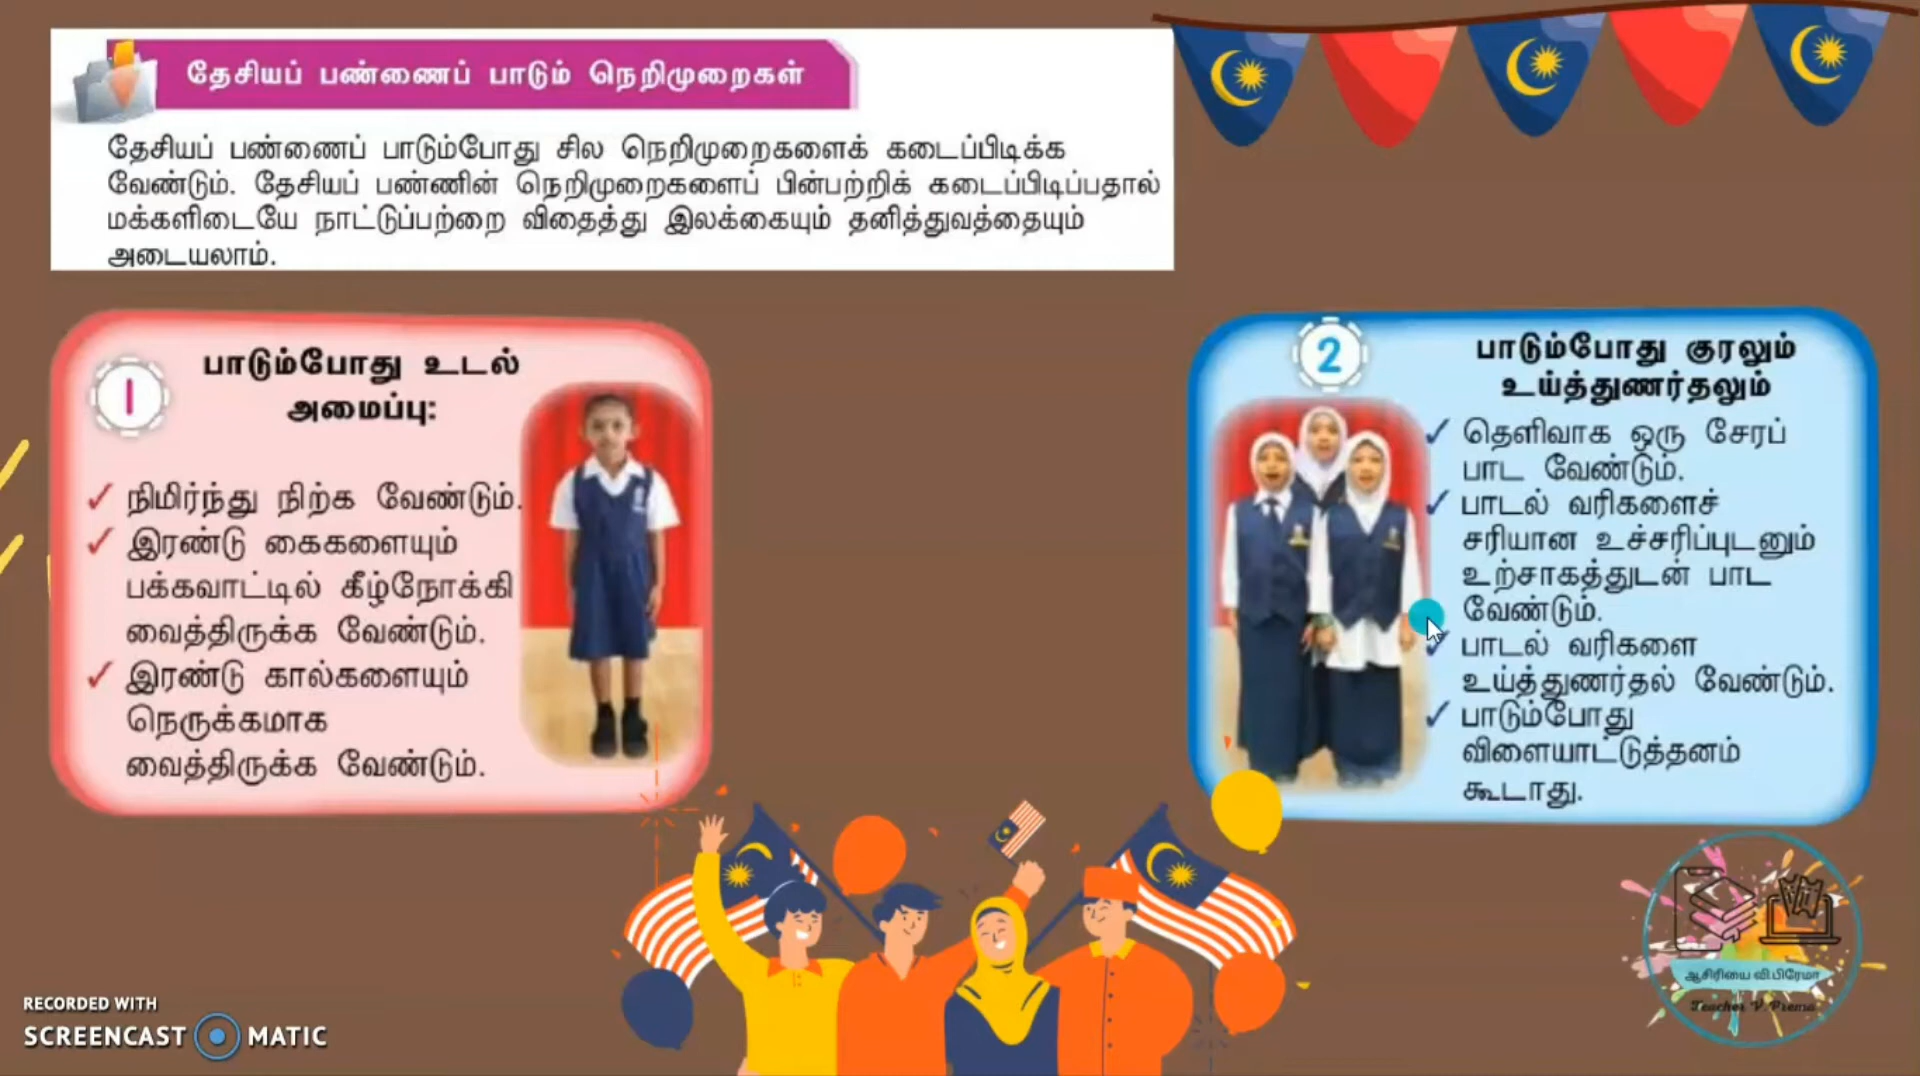 தேசியப் பண்ணைப் பாடும் நெறிமுறைகள்
தேசியப் பண்ணைப் பாடும்போது சில நெறிமுறைகளைக் கடைப்பிடிக்க
வேண்டும். தேசியப் பண்ணின் நெறிமுறைகளைப் பின்பற்றிக் கடைப்பிடிப்பதால்
மக்களிடையே நாட்டுப்பற்றை விதைத்து இலக்கையும் தனித்துவத்தையும்
அடையலாம்.
1
பாடும்போது உடல்
அமைப்பு:
✓ நிமிர்ந்து நிற்க வேண்டும்.
✓ இரண்டு கைகளையும்
பக்கவாட்டில் கீழ்நோக்கி
வைத்திருக்க வேண்டும்.
✓ இரண்டு கால்களையும்
நெருக்கமாக
வைத்திருக்க வேண்டும்.
2
பாடும்போது குரலும்
உய்த்துணர்தலும்
✓ தெளிவாக ஒரு சேரப்
பாட வேண்டும்.
✓ பாடல் வரிகளைச்
சரியான உச்சரிப்புடனும்
உற்சாகத்துடன் பாட
வேண்டும்.
✓ பாடல் வரிகளை
உய்த்துணர்தல் வேண்டும்.
✓ பாடும்போது
விளையாட்டுத்தனம்
கூடாது.
ஆசிரியை வி.பிரேமா
Teacher V.Prema
RECORDED WITH
SCREENCAST MATIC